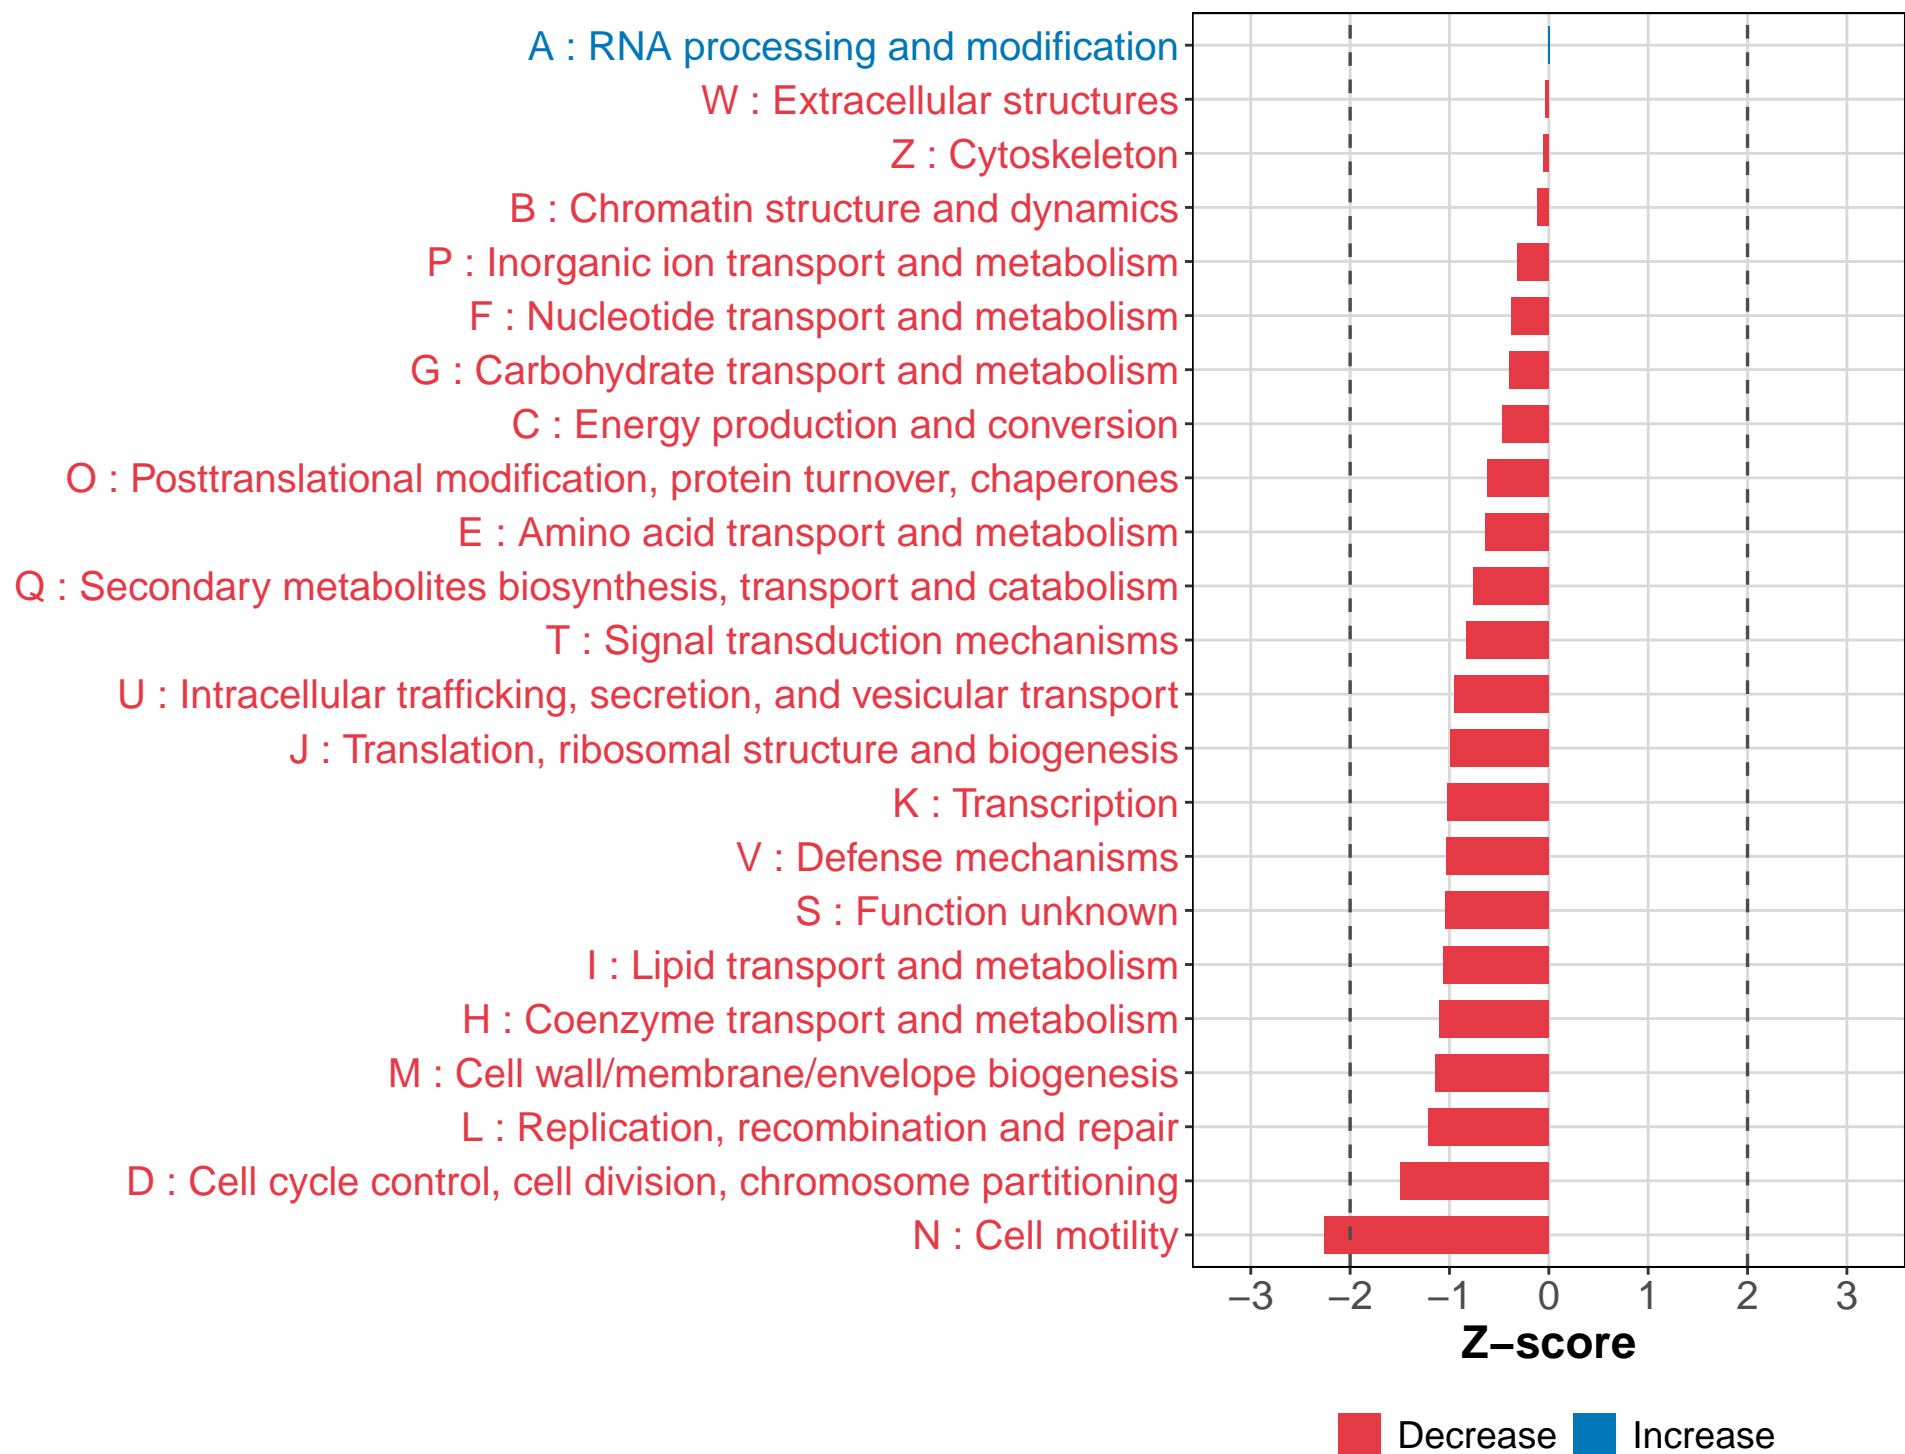 A : RNA processing and modification
W : Extracellular structures
Z : Cytoskeleton
B : Chromatin structure and dynamics
P : Inorganic ion transport and metabolism
F : Nucleotide transport and metabolism
G : Carbohydrate transport and metabolism
C : Energy production and conversion
O : Posttranslational modification, protein turnover, chaperones
E : Amino acid transport and metabolism
Q : Secondary metabolites biosynthesis, transport and catabolism
T : Signal transduction mechanisms
U : Intracellular trafficking, secretion, and vesicular transport
J : Translation, ribosomal structure and biogenesis
K : Transcription
V : Defense mechanisms
S : Function unknown
I : Lipid transport and metabolism
H : Coenzyme transport and metabolism
M : Cell wall/membrane/envelope biogenesis
L : Replication, recombination and repair
D : Cell cycle control, cell division, chromosome partitioning
N : Cell motility
−3 −2 −1 0 1 2 3
Z−score
Decrease Increase